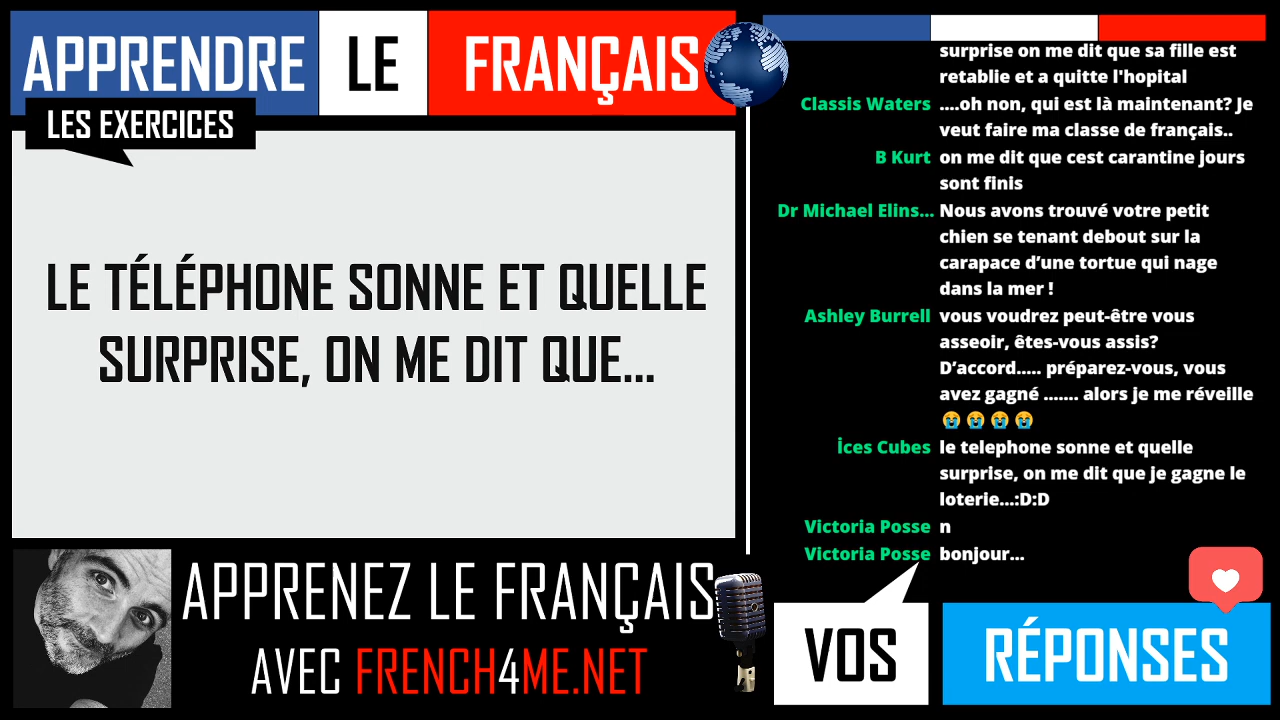 APPRENDRE LE FRANÇAIS
LES EXERCICES
LE TÉLÉPHONE SONNE ET QUELLE
SURPRISE, ON ME DIT QUE...
APPRENEZ LE FRANÇAIS
AVEC FRENCH4ME.NET
surprise on me dit que sa fille est
retablie et a quitte l'hopital
Classis Waters ....oh non, qui est là maintenant? Je
veut faire ma classe de français..
B Kurt on me dit que cest carantine jours
sont finis
Dr Michael Elins... Nous avons trouvé votre petit
chien se tenant debout sur la
carapace d’une tortue qui nage
dans la mer !
Ashley Burrell vous voudrez peut-être vous
asseoir, êtes-vous assis?
D’accord..... préparez-vous, vous
avez gagné ....... alors je me réveille
😭😭😭😭
İces Cubes le telephone sonne et quelle
surprise, on me dit que je gagne le
loterie...:D:D
Victoria Posse n
Victoria Posse bonjour...
VOS RÉPONSES